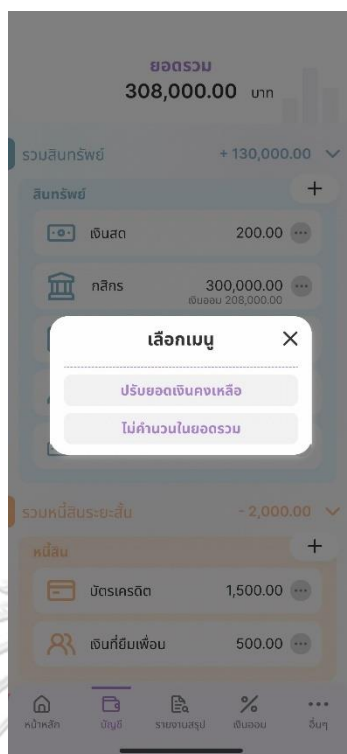 ยอดรวม
308,000.00 บาท
รวมสินทรัพย์ + 130,000.00
สินทรัพย์ +
เงินสด 200.00
กสิกร 300,000.00
เงินออม 208,000.00
เลือกเมนู
ปรับยอดเงินคงเหลือ
ไม่คำนวนในยอดรวม
รวมหนี้สินระยะสั้น - 2,000.00
หนี้สิน +
บัตรเครดิต 1,500.00
เงินที่ยืมเพื่อน 500.00
หน้าหลัก บัญชี รายงานสรุป เงินออม อื่นๆ